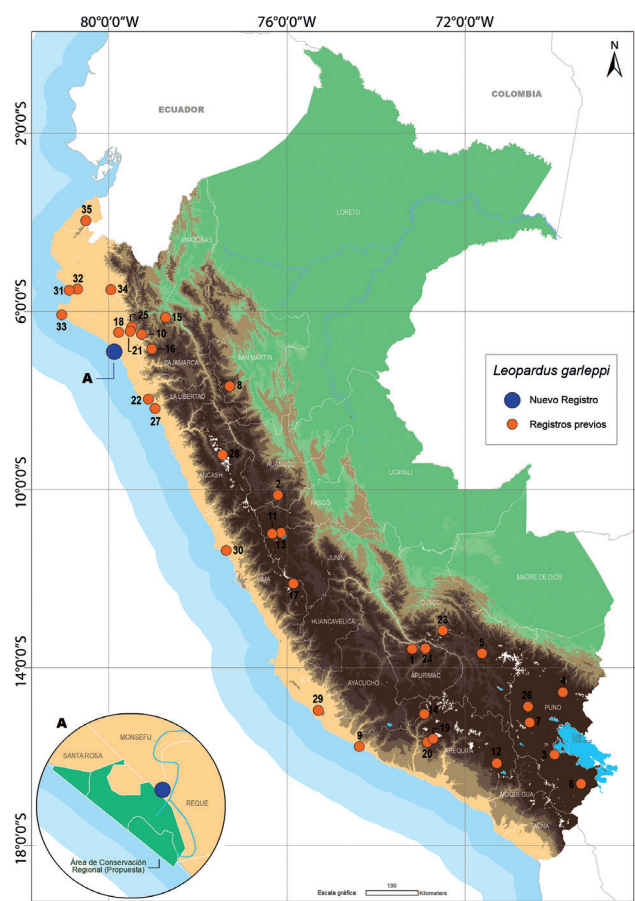 80°0'0"W
76°0'0"W
72°0'0"W
N
COLOMBIA
ECUADOR
2°0'0"S
LORETO
35
AMAZONAS
31
32
34
6°0'0"S
33
18
25
15
10
21
16
SAN MARTIN
CAJAMARCA
A
Leopardus garleppi
Nuevo Registro
Registros previos
8
22
LA LIBERTAD
27
28
HUANUCO
ANCASH
UCAYALI
10°0'0"S
2
PASCO
11
13
30
JUNIN
LIMA
17
MADRE DE DIOS
HUANCAVELICA
CUSCO
23
1
24
5
14°0'0"S
APURIMAC
AYACUCHO
4
26
PUNO
29
14
7
19
9
20
AREQUIPA
12
3
6
MOQUEGUA
TACNA
A
MONSEFU
SANTA ROSA
REQUE
18°0'0"S
Área de Conservación
Regional (Propuesta)
Escala gráfica
130
Kilometers